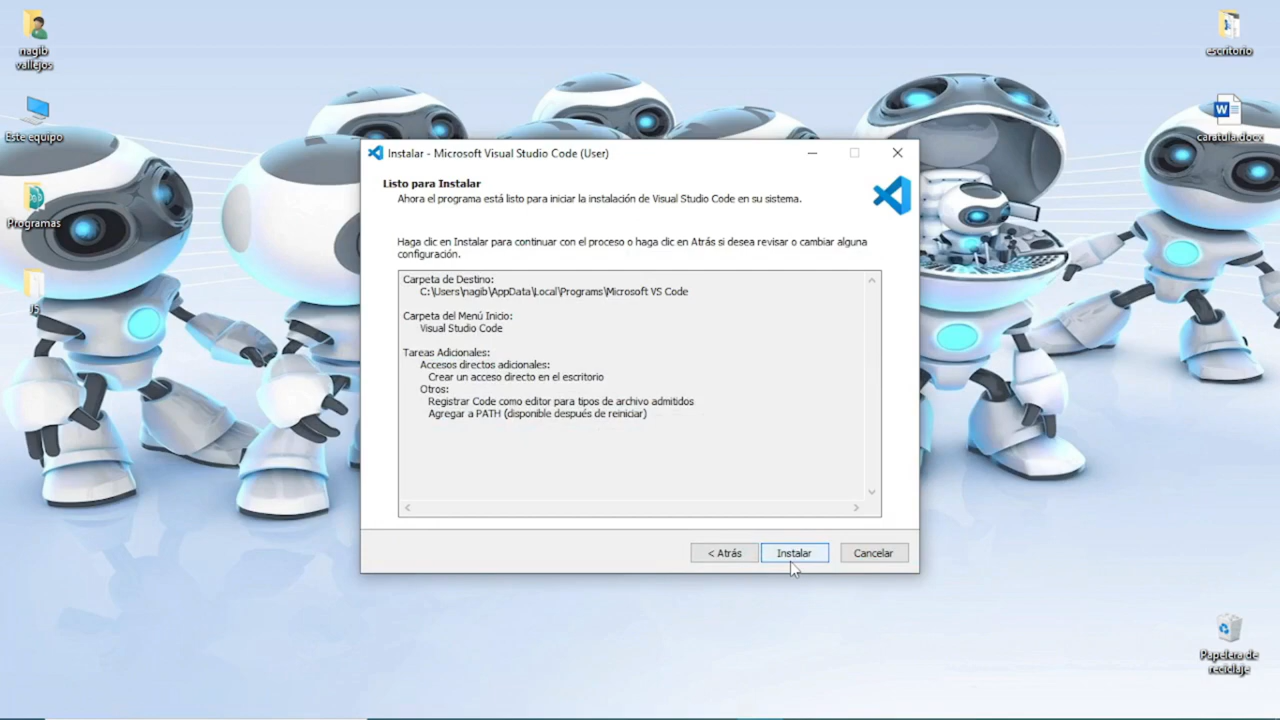 nagib
vallejos
Este equipo
Programas
JS
escritorio
caratula.docx
Papelera de
reciclaje
Instalar - Microsoft Visual Studio Code (User)
Listo para Instalar
Ahora el programa está listo para iniciar la instalación de Visual Studio Code en su sistema.
Haga clic en Instalar para continuar con el proceso o haga clic en Atrás si desea revisar o cambiar alguna
configuración.
Carpeta de Destino:
C:\Users\nagib\AppData\Local\Programs\Microsoft VS Code
Carpeta del Menú Inicio:
Visual Studio Code
Tareas Adicionales:
Accesos directos adicionales:
Crear un acceso directo en el escritorio
Otros:
Registrar Code como editor para tipos de archivo admitidos
Agregar a PATH (disponible después de reiniciar)
< Atrás
Instalar
Cancelar